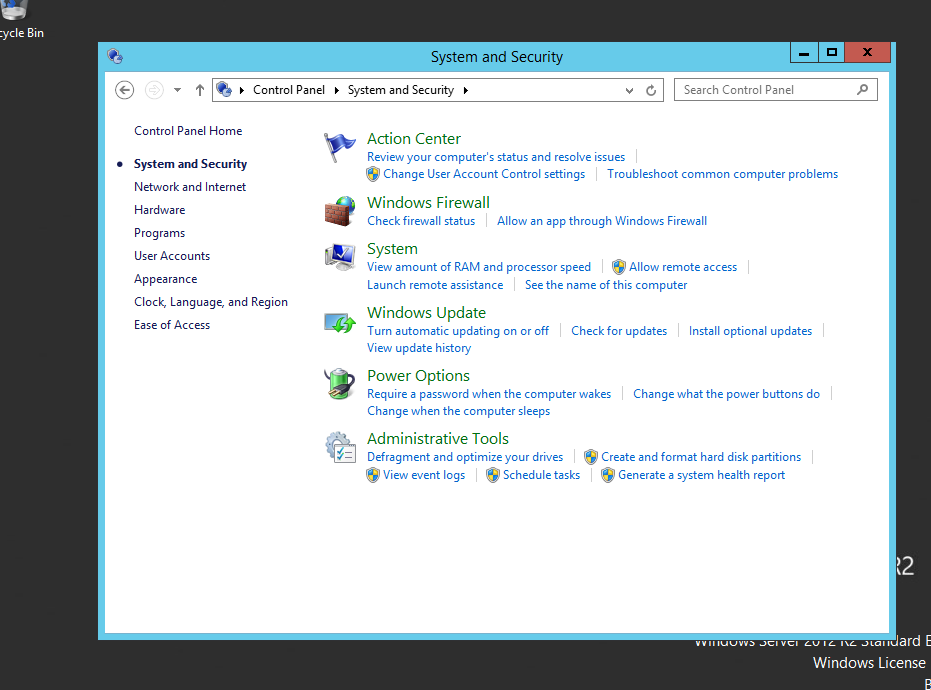 cycle Bin
System and Security
Control Panel System and Security
Search Control Panel
Control Panel Home
System and Security
Network and Internet
Hardware
Programs
User Accounts
Appearance
Clock, Language, and Region
Ease of Access
Action Center
Review your computer's status and resolve issues
Change User Account Control settings Troubleshoot common computer problems
Windows Firewall
Check firewall status Allow an app through Windows Firewall
System
View amount of RAM and processor speed Allow remote access
Launch remote assistance See the name of this computer
Windows Update
Turn automatic updating on or off Check for updates Install optional updates
View update history
Power Options
Require a password when the computer wakes Change what the power buttons do
Change when the computer sleeps
Administrative Tools
Defragment and optimize your drives Create and format hard disk partitions
View event logs Schedule tasks Generate a system health report
R2
Windows Server 2012 R2 Standard E
Windows License
B